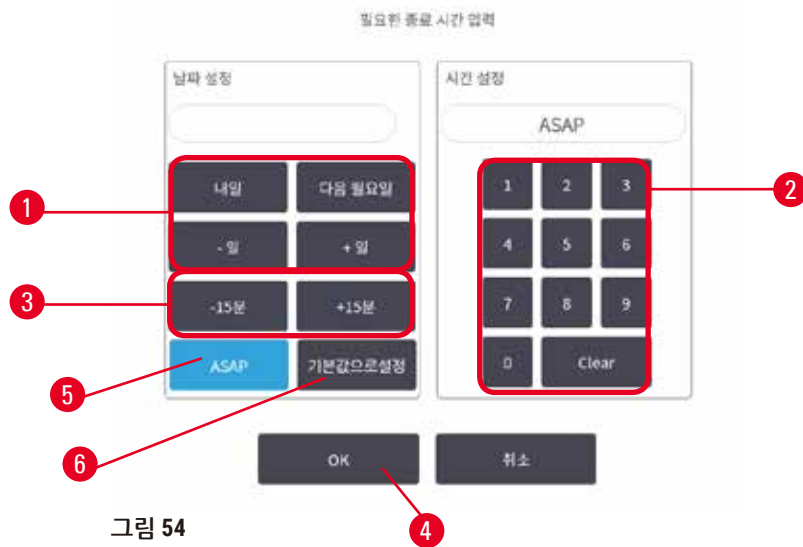 필요한 종료 시간 입력
날짜 설정
시간 설정
ASAP
내일 다음 월요일
- 일 + 일
-15분 +15분
ASAP 기본값으로설정
1 2 3
4 5 6
7 8 9
0 Clear
OK 취소
1
2
3
5
6
4
그림 54